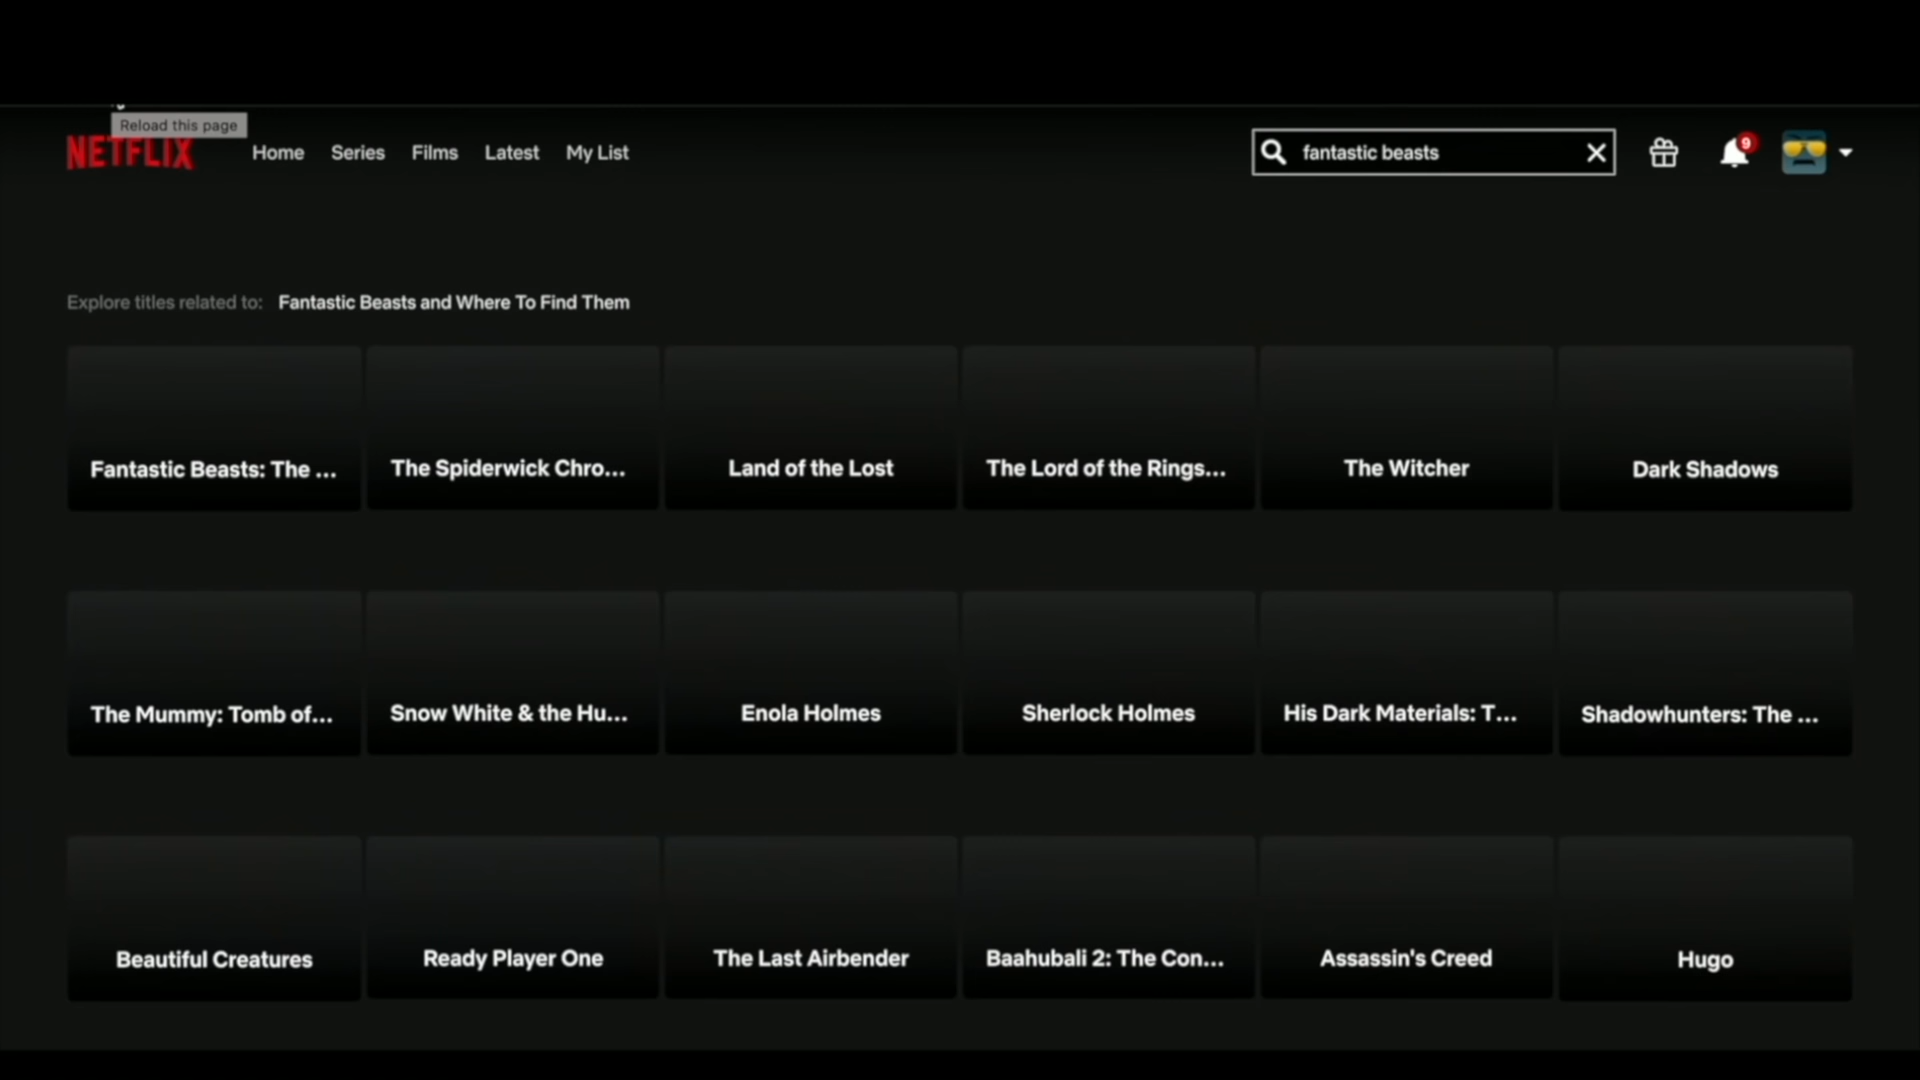 Reload this page
NETFLIX
Home Series Films Latest My List
fantastic beasts
9
Explore titles related to: Fantastic Beasts and Where To Find Them
Fantastic Beasts: The ...
The Spiderwick Chro...
Land of the Lost
The Lord of the Rings...
The Witcher
Dark Shadows
The Mummy: Tomb of...
Snow White & the Hu...
Enola Holmes
Sherlock Holmes
His Dark Materials: T...
Shadowhunters: The ...
Beautiful Creatures
Ready Player One
The Last Airbender
Baahubali 2: The Con...
Assassin's Creed
Hugo